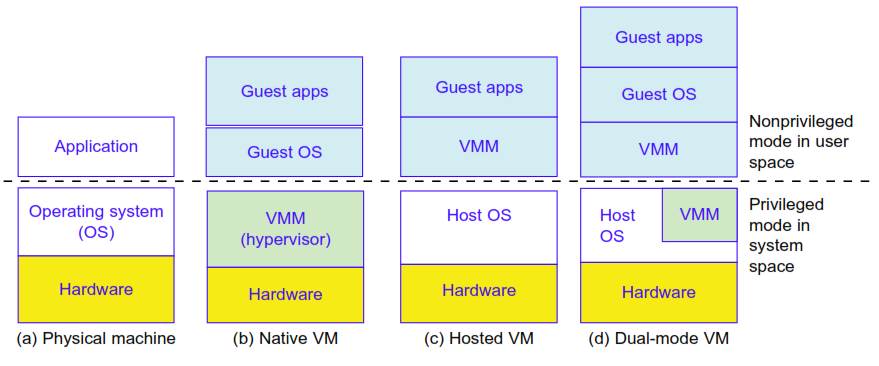 Guest apps
Guest OS
VMM
Nonprivileged
mode in user
space
Guest apps
Guest OS
Guest apps
VMM
Application
Operating system
(OS)
Hardware
VMM
(hypervisor)
Hardware
Host OS
Hardware
Host
OS
VMM
Hardware
Privileged
mode in
system
space
(a) Physical machine
(b) Native VM
(c) Hosted VM
(d) Dual-mode VM